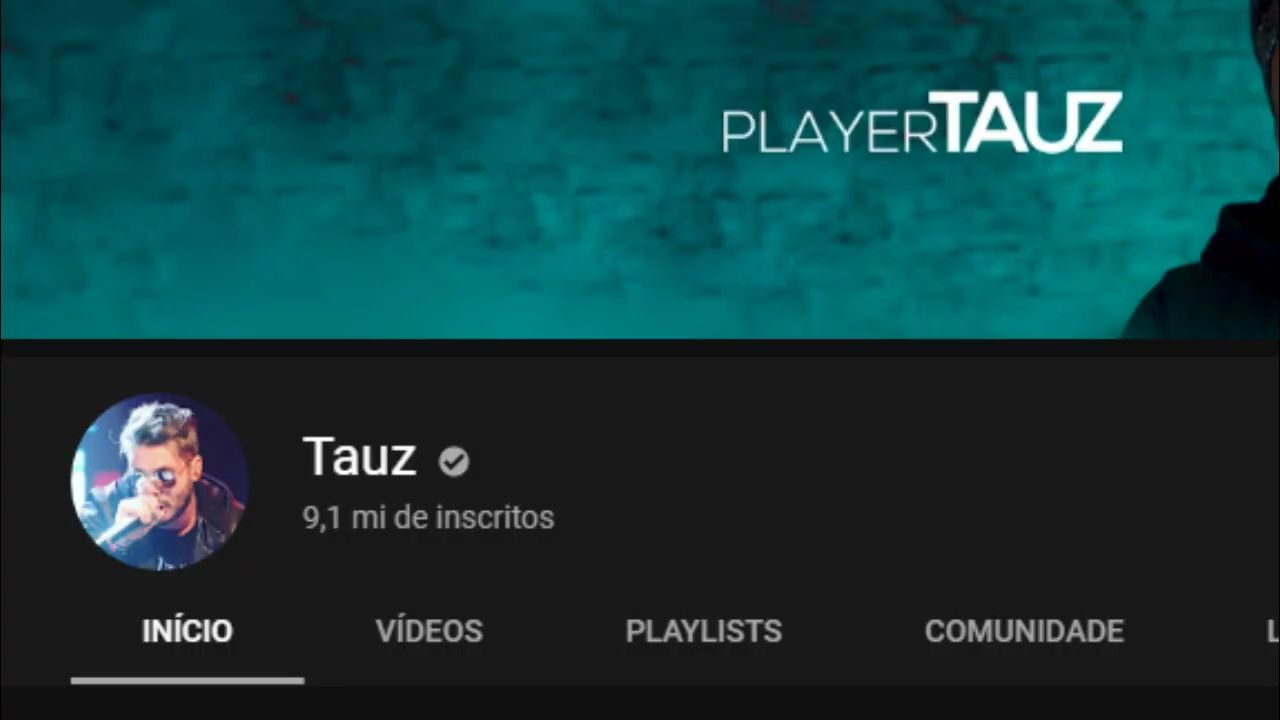 PLAYERTAUZ
Tauz
9,1 mi de inscritos
INÍCIO VÍDEOS PLAYLISTS COMUNIDADE